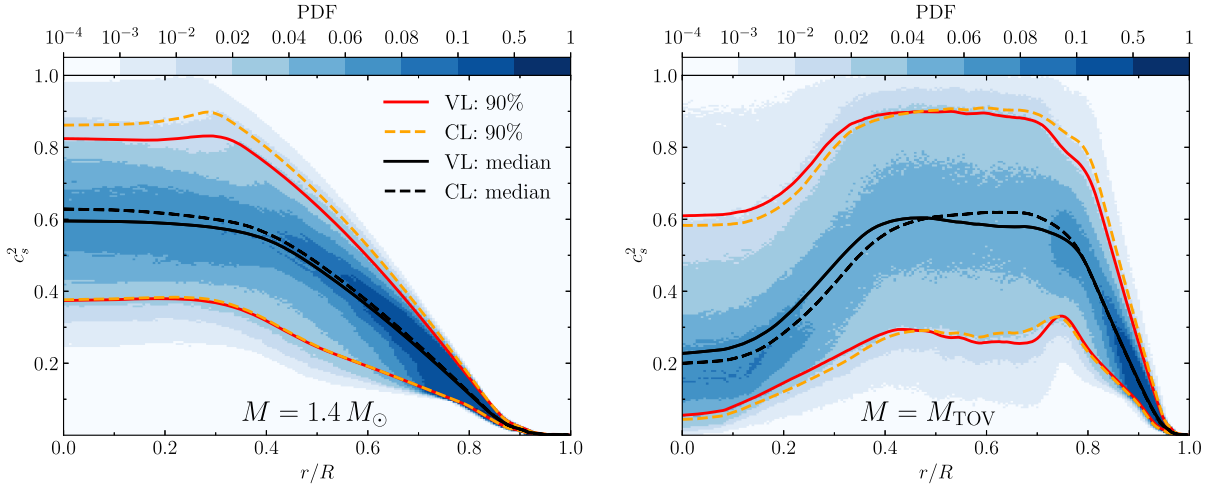 PDF
10⁻⁴ 10⁻³ 10⁻² 0.02 0.04 0.06 0.08 0.1 0.5 1
1.0
0.8
0.6
0.4
0.2
c_s^2
VL: 90%
CL: 90%
VL: median
CL: median
M = 1.4 M_⊙
0.0 0.2 0.4 0.6 0.8 1.0
r/R
PDF
10⁻⁴ 10⁻³ 10⁻² 0.02 0.04 0.06 0.08 0.1 0.5 1
1.0
0.8
0.6
0.4
0.2
c_s^2
M = M_TOV
0.0 0.2 0.4 0.6 0.8 1.0
r/R